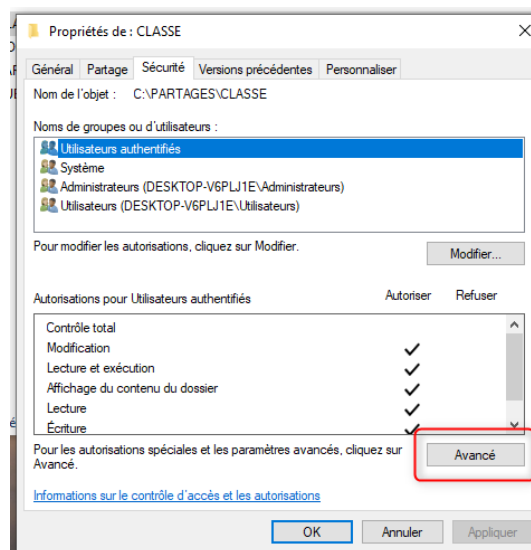 Propriétés de : CLASSE
Général Partage Sécurité Versions précédentes Personnaliser
Nom de l'objet : C:\PARTAGES\CLASSE
Noms de groupes ou d'utilisateurs :
Utilisateurs authentifiés
Système
Administrateurs (DESKTOP-V6PLJ1E\Administrateurs)
Utilisateurs (DESKTOP-V6PLJ1E\Utilisateurs)
Pour modifier les autorisations, cliquez sur Modifier.
Modifier...
Autorisations pour Utilisateurs authentifiés Autoriser Refuser
Contrôle total
Modification
Lecture et exécution
Affichage du contenu du dossier
Lecture
Écriture
Pour les autorisations spéciales et les paramètres avancés, cliquez sur
Avancé.
Avancé
Informations sur le contrôle d'accès et les autorisations
OK Annuler Appliquer